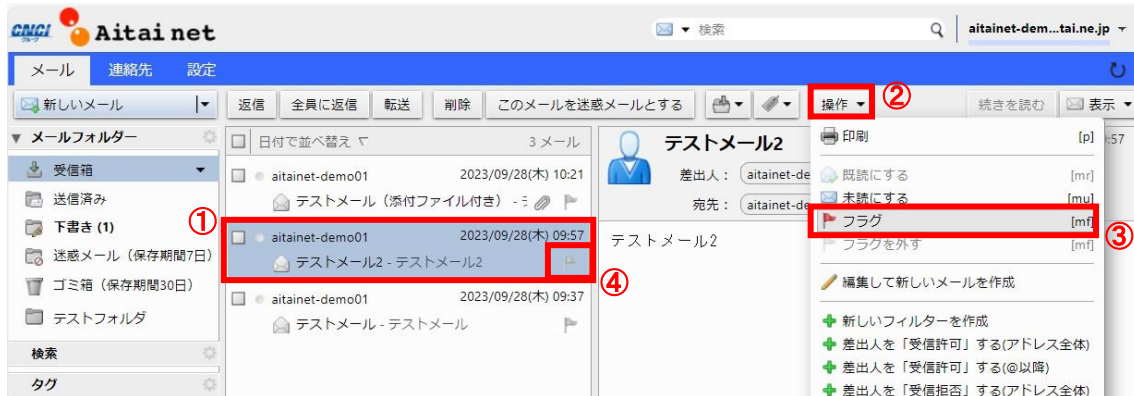 CNCI グループ Aitai net
検索
aitainet-dem...tai.ne.jp
メール 連絡先 設定
新しいメール 返信 全員に返信 転送 削除 このメールを迷惑メールとする 操作 ② 続きを読む 表示
メールフォルダー
受信箱
送信済み
下書き (1)
迷惑メール（保存期間7日）
ゴミ箱（保存期間30日）
テストフォルダ
検索
タグ
日付で並べ替え 3 メール
aitainet-demo01 2023/09/28(木) 10:21
テストメール（添付ファイル付き） -
①
aitainet-demo01 2023/09/28(木) 09:57
テストメール2 - テストメール2
④
aitainet-demo01 2023/09/28(木) 09:37
テストメール - テストメール
テストメール2
差出人： aitainet-de
宛先： aitainet-de
テストメール2
:57
印刷 [p]
既読にする [mr]
未読にする [mu]
フラグ [mf]
③
フラグを外す [mf]
編集して新しいメールを作成
新しいフィルターを作成
差出人を「受信許可」する(アドレス全体)
差出人を「受信許可」する(@以降)
差出人を「受信拒否」する(アドレス全体)